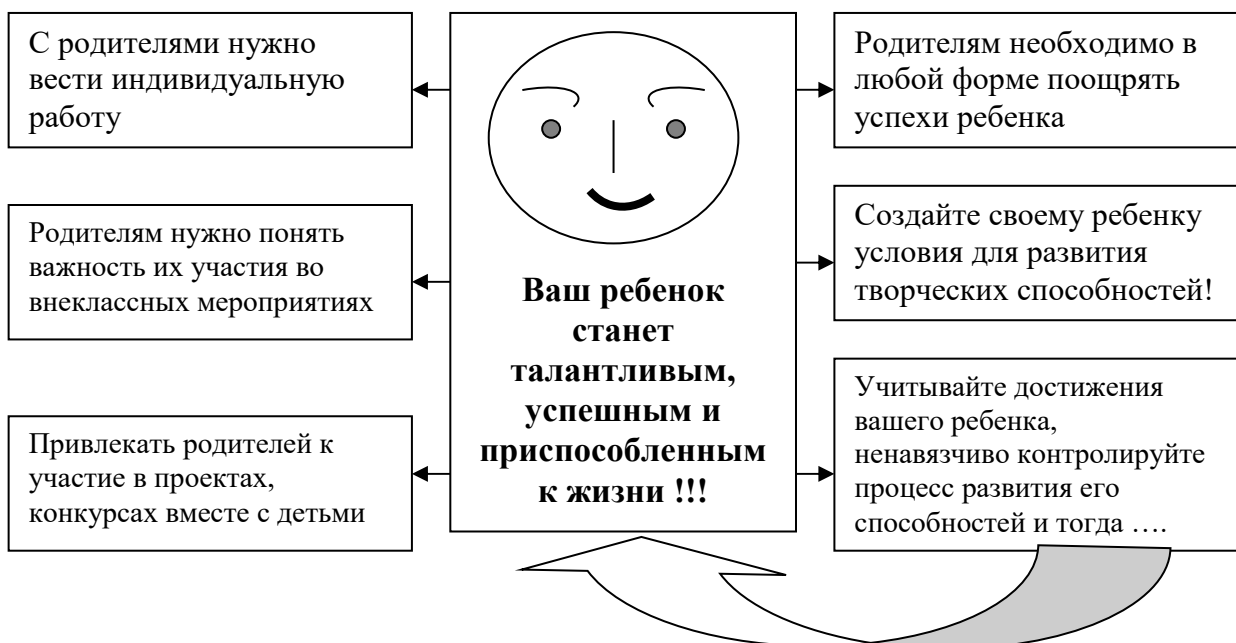 С родителями нужно
вести индивидуальную
работу
Родителям нужно понять
важность их участия во
внеклассных мероприятиях
Привлекать родителей к
участие в проектах,
конкурсах вместе с детьми
Ваш ребенок
станет
талантливым,
успешным и
приспособленным
к жизни !!!
Родителям необходимо в
любой форме поощрять
успехи ребенка
Создайте своему ребенку
условия для развития
творческих способностей!
Учитывайте достижения
вашего ребенка,
ненавязчиво контролируйте
процесс развития его
способностей и тогда ….